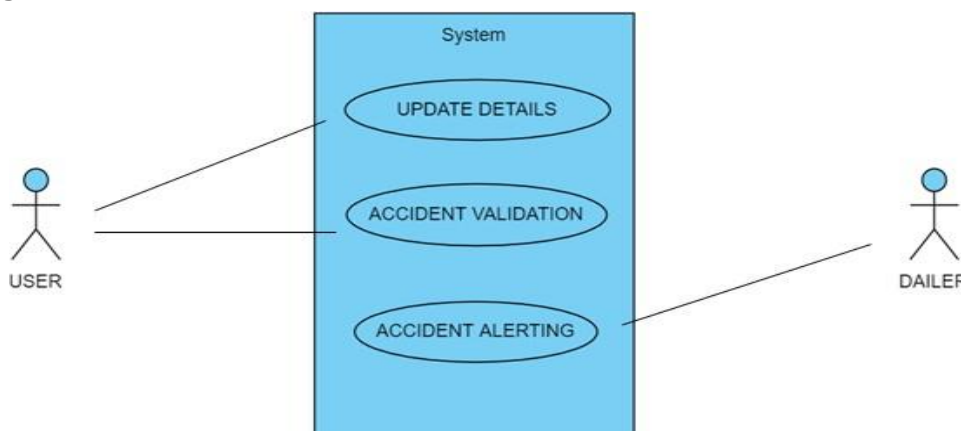 System
UPDATE DETAILS
ACCIDENT VALIDATION
USER
DAILER
ACCIDENT ALERTING